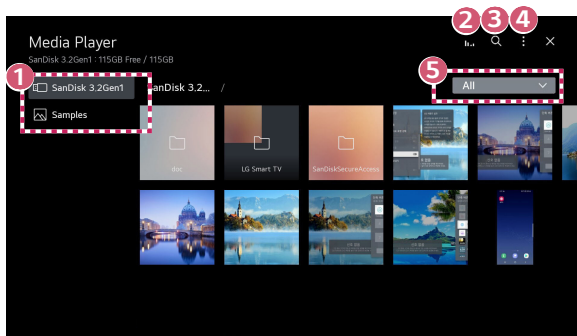 2 3 4
Media Player
SanDisk 3.2Gen1 : 115GB Free / 115GB
1
5
SanDisk 3.2Gen1
SanDisk 3.2... /
All
Samples
doc
LG Smart TV
SanDiskSecureAccess